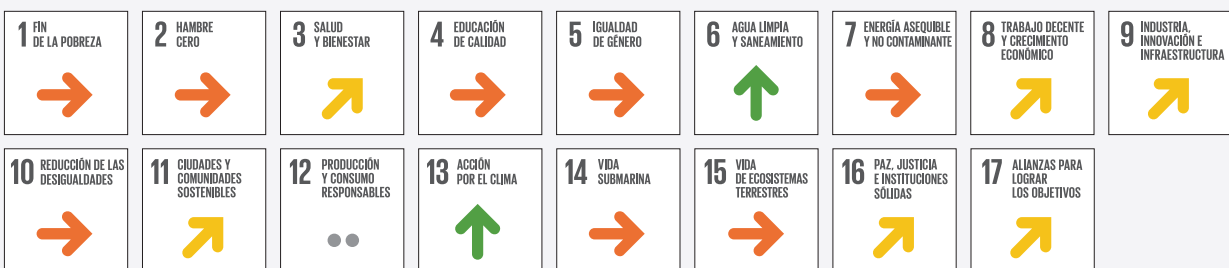 1 FIN
DE LA POBREZA
2 HAMBRE
CERO
3 SALUD
Y BIENESTAR
4 EDUCACIÓN
DE CALIDAD
5 IGUALDAD
DE GÉNERO
6 AGUA LIMPIA
Y SANEAMIENTO
7 ENERGÍA ASEQUIBLE
Y NO CONTAMINANTE
8 TRABAJO DECENTE
Y CRECIMIENTO
ECONÓMICO
9 INDUSTRIA,
INNOVACIÓN E
INFRAESTRUCTURA
10 REDUCCIÓN DE LAS
DESIGUALDADES
11 CIUDADES Y
COMUNIDADES
SOSTENIBLES
12 PRODUCCIÓN
Y CONSUMO
RESPONSABLES
13 ACCIÓN
POR EL CLIMA
14 VIDA
SUBMARINA
15 VIDA
DE ECOSISTEMAS
TERRESTRES
16 PAZ, JUSTICIA
E INSTITUCIONES
SÓLIDAS
17 ALIANZAS PARA
LOGRAR
LOS OBJETIVOS